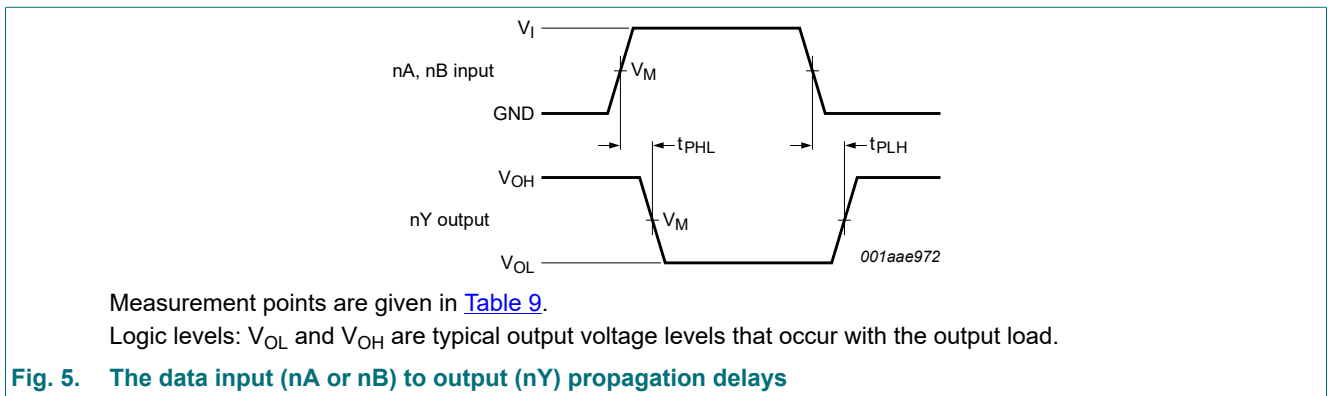 V_I
nA, nB input
V_M
GND
t_PHL
t_PLH
V_OH
nY output
V_M
V_OL
001aae972
Measurement points are given in Table 9.
Logic levels: V_OL and V_OH are typical output voltage levels that occur with the output load.
Fig. 5. The data input (nA or nB) to output (nY) propagation delays